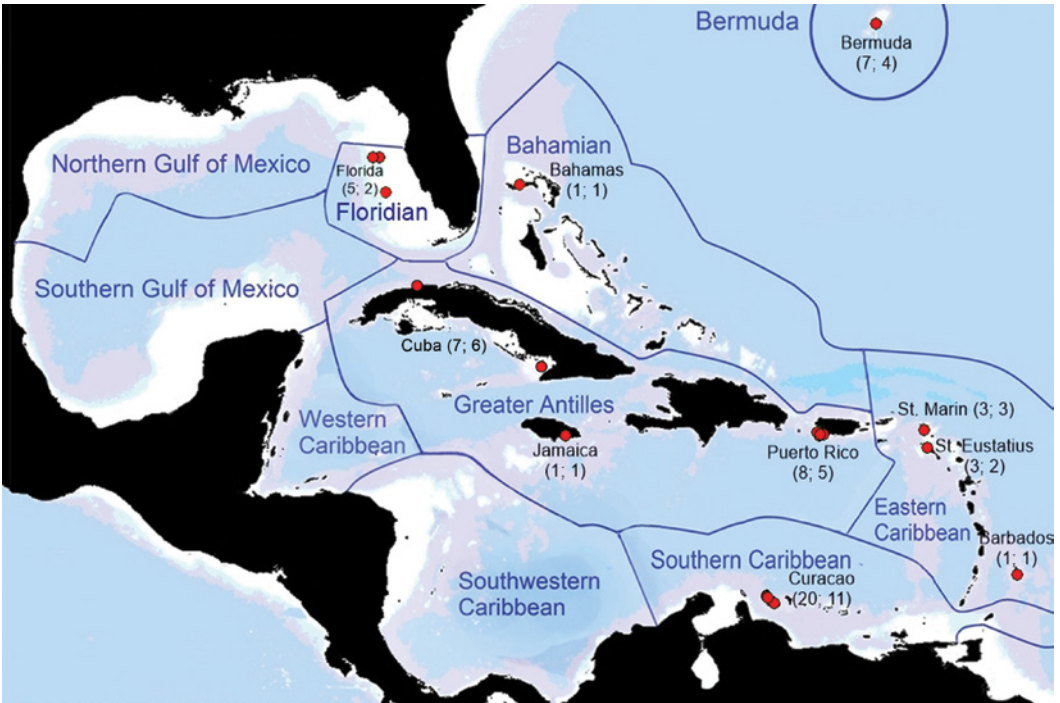 Bermuda
Bermuda
(7; 4)
Northern Gulf of Mexico
Florida
(5; 2)
Floridian
Bahamian
Bahamas
(1; 1)
Southern Gulf of Mexico
Cuba (7; 6)
Western
Caribbean
Greater Antilles
Jamaica
(1; 1)
Puerto Rico
(8; 5)
St. Marin (3; 3)
St. Eustatius
(3; 2)
Eastern
Caribbean
Barbados
(1; 1)
Southern Caribbean
Curacao
(20; 11)
Southwestern
Caribbean